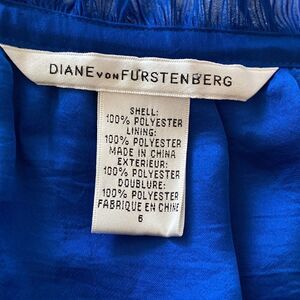 DIANE VON FURSTENBERG
SHELL:
100% POLYESTER
LINING:
100% POLYESTER
MADE IN CHINA
EXTERIEUR:
100% POLYESTER
DOUBLURE:
100% POLYESTER
FABRIQUE EN CHINE
6